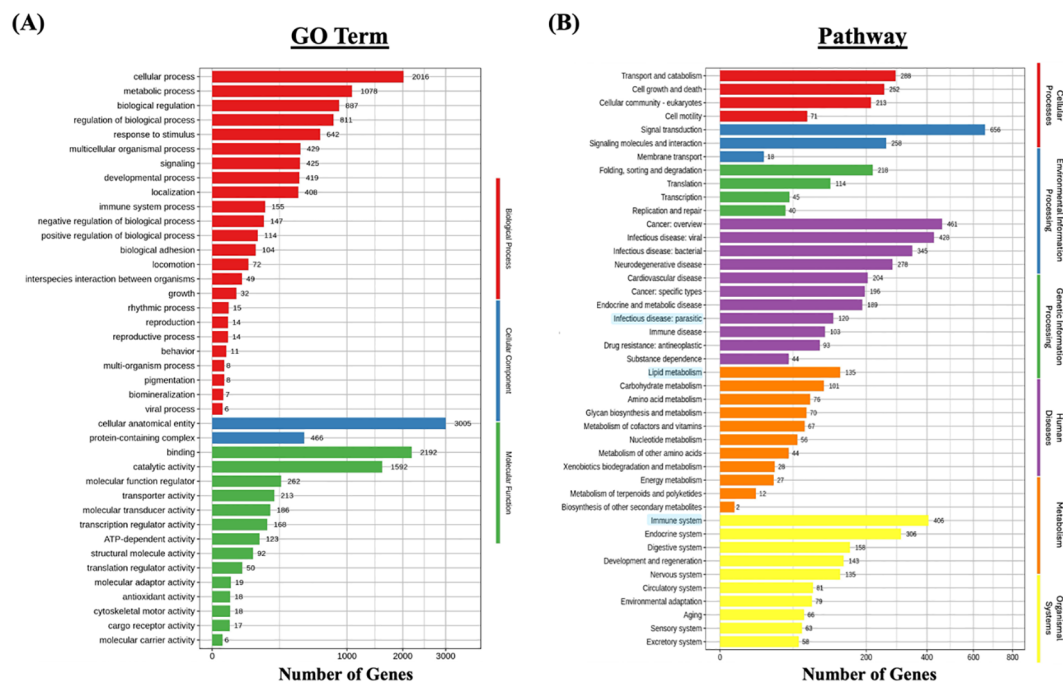 (A)
GO Term
cellular process 2016
metabolic process 1078
biological regulation 887
regulation of biological process 811
response to stimulus 642
multicellular organismal process 429
signaling 425
developmental process 419
localization 408
immune system process 155
negative regulation of biological process 147
positive regulation of biological process 114
biological adhesion 104
locomotion 72
interspecies interaction between organisms 49
growth 32
rhythmic process 15
reproduction 14
reproductive process 14
behavior 11
multi-organism process 8
pigmentation 8
biomineralization 7
viral process 6
cellular anatomical entity 3005
protein-containing complex 466
binding 2192
catalytic activity 1592
molecular function regulator 262
transporter activity 213
molecular transducer activity 186
transcription regulator activity 168
ATP-dependent activity 123
structural molecule activity 92
translation regulator activity 50
molecular adaptor activity 19
antioxidant activity 18
cytoskeletal motor activity 18
cargo receptor activity 17
molecular carrier activity 6
0 1000 2000 3000
Number of Genes
Biological Process
Cellular Component
Molecular Function
(B)
Pathway
Transport and catabolism 288
Cell growth and death 252
Cellular community - eukaryotes 213
Cell motility 71
Signal transduction 656
Signaling molecules and interaction 258
Membrane transport 18
Folding, sorting and degradation 218
Translation 114
Transcription 45
Replication and repair 40
Cancer: overview 461
Infectious disease: viral 428
Infectious disease: bacterial 345
Neurodegenerative disease 278
Cardiovascular disease 204
Cancer: specific types 196
Endocrine and metabolic disease 189
Infectious disease: parasitic 120
Immune disease 103
Drug resistance: antineoplastic 93
Substance dependence 44
Lipid metabolism 135
Carbohydrate metabolism 101
Amino acid metabolism 76
Glycan biosynthesis and metabolism 70
Metabolism of cofactors and vitamins 67
Nucleotide metabolism 56
Metabolism of other amino acids 44
Xenobiotics biodegradation and metabolism 28
Energy metabolism 27
Metabolism of terpenoids and polyketides 12
Biosynthesis of other secondary metabolites 2
Immune system 406
Endocrine system 306
Digestive system 158
Development and regeneration 143
Nervous system 135
Circulatory system 81
Environmental adaptation 79
Aging 66
Sensory system 63
Excretory system 58
0 200 400 600 800
Number of Genes
Cellular
Processes
Environmental Information
Processing
Genetic Information
Processing
Human
Diseases
Metabolism
Organismal
Systems